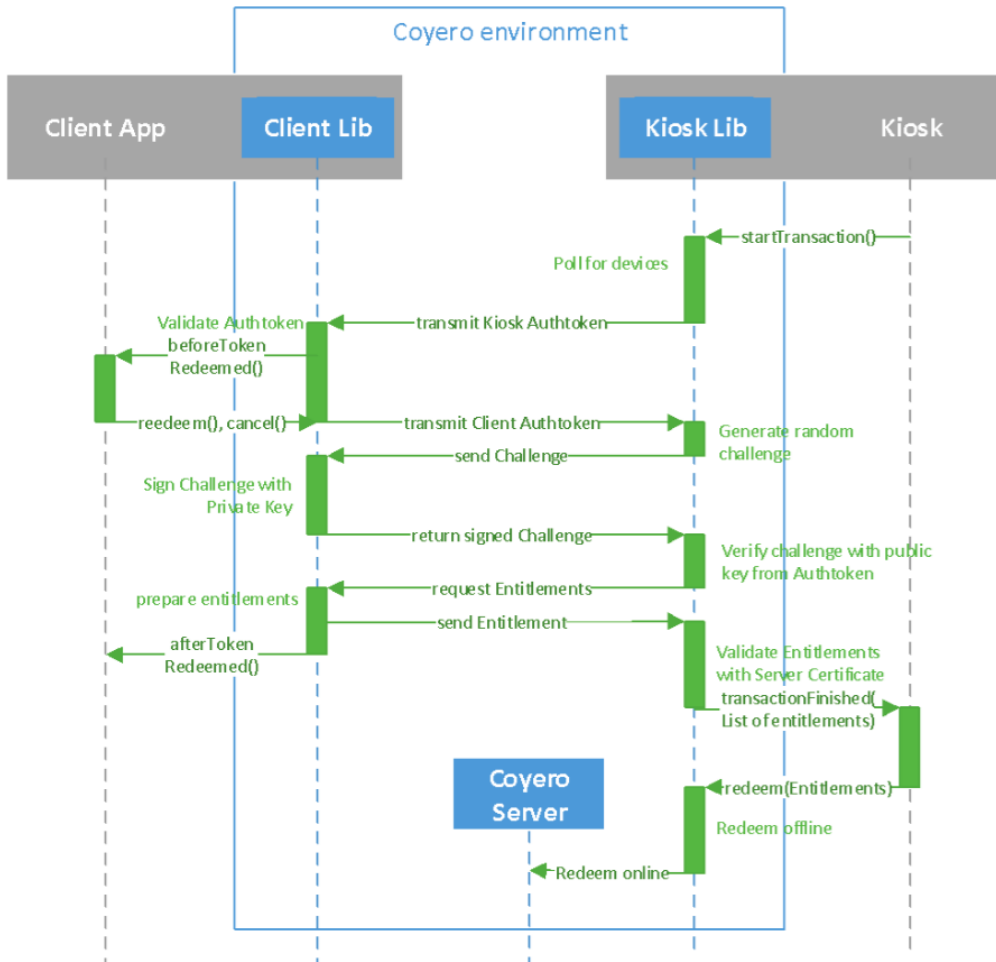 Coyero environment
Client App
Client Lib
Kiosk Lib
Kiosk
startTransaction()
Poll for devices
transmit Kiosk Authtoken
Validate Authtoken
beforeToken
Redeemed()
reedeem(), cancel()
transmit Client Authtoken
Generate random
challenge
send Challenge
Sign Challenge with
Private Key
return signed Challenge
Verify challenge with public
key from Authtoken
request Entitlements
prepare entitlements
send Entitlement
afterToken
Redeemed()
Validate Entitlements
with Server Certificate
transactionFinished(
List of entitlements)
Coyero
Server
redeem(Entitlements)
Redeem offline
Redeem online